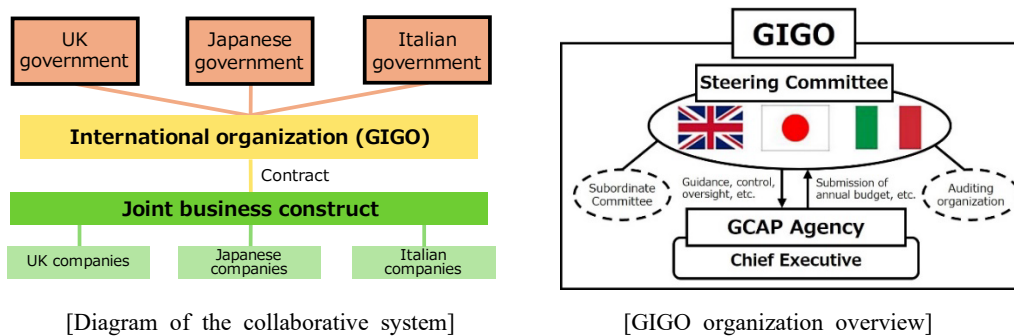 UK
government
Japanese
government
Italian
government
International organization (GIGO)
Contract
Joint business construct
UK companies
Japanese
companies
Italian
companies
[Diagram of the collaborative system]
GIGO
Steering Committee
Subordinate
Committee
Guidance, control,
oversight, etc.
Submission of
annual budget, etc.
Auditing
organization
GCAP Agency
Chief Executive
[GIGO organization overview]